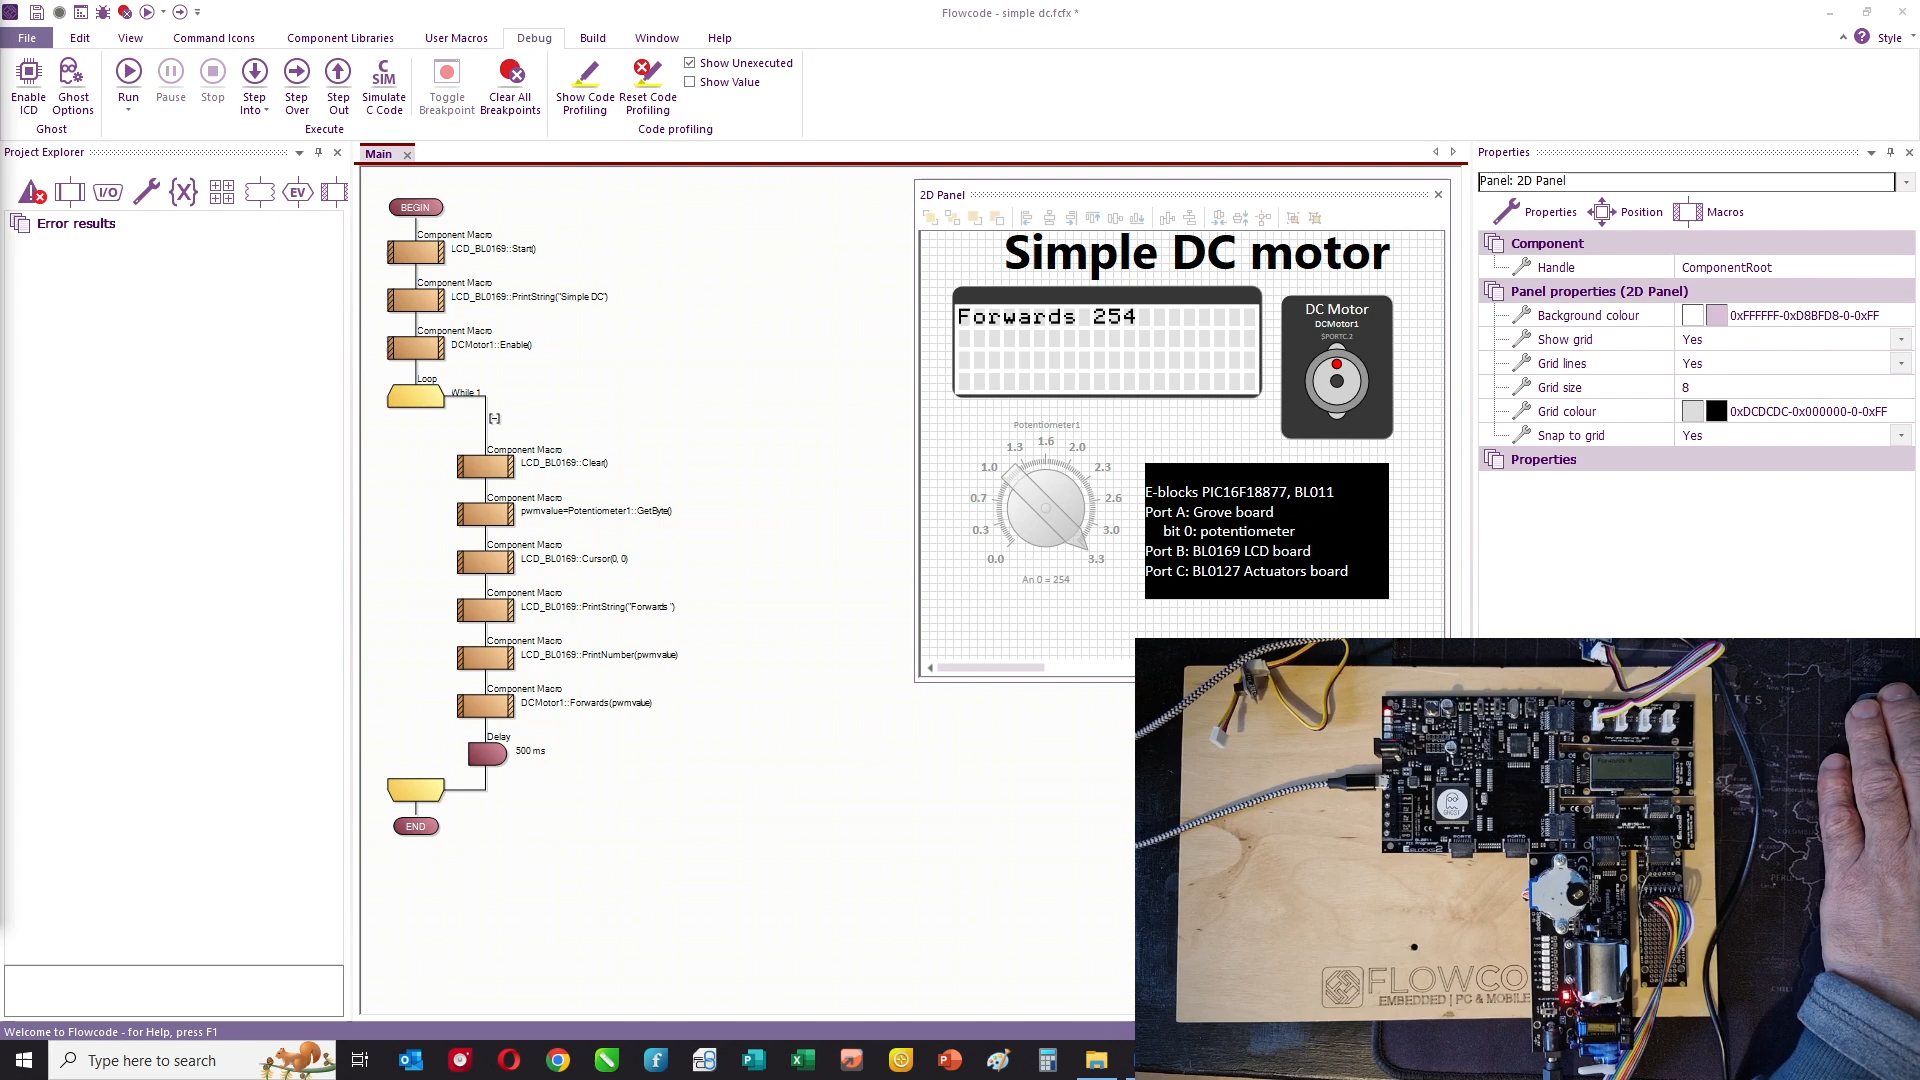 Flowcode - simple dc.fcfx *
File Edit View Command Icons Component Libraries User Macros Debug Build Window Help Style
Enable ICD
Ghost Options
Run
Pause
Stop
Step Into
Step Over
Step Out
C SIM
Simulate C Code
Toggle Breakpoint
Clear All Breakpoints
Show Code Profiling
Reset Code Profiling
Show Unexecuted
Show Value
Ghost
Execute
Code profiling
Project Explorer
I/O
{X}
EV
Error results
Main
BEGIN
Component Macro
LCD_BL0169::Start()
Component Macro
LCD_BL0169::PrintString("Simple DC")
Component Macro
DCMotor1::Enable()
Loop
While 1
Component Macro
LCD_BL0169::Clear()
Component Macro
pwmvalue=Potentiometer1::GetByte()
Component Macro
LCD_BL0169::Cursor(0, 0)
Component Macro
LCD_BL0169::PrintString("Forwards ")
Component Macro
LCD_BL0169::PrintNumber(pwmvalue)
Component Macro
DCMotor1::Forwards(pwmvalue)
Delay
500 ms
END
2D Panel
Simple DC motor
Forwards 254
DC Motor
DCMotor1
$PORTC.2
Potentiometer1
0.0
0.3
0.7
1.0
1.3
1.6
2.0
2.3
2.6
3.0
3.3
An 0 = 254
E-blocks PIC16F18877, BL011
Port A: Grove board
bit 0: potentiometer
Port B: BL0169 LCD board
Port C: BL0127 Actuators board
Properties
Panel: 2D Panel
Properties Position Macros
Component
Handle ComponentRoot
Panel properties (2D Panel)
Background colour 0xFFFFFF-0xD8BFD8-0-0xFF
Show grid Yes
Grid lines Yes
Grid size 8
Grid colour 0xDCDCDC-0x000000-0-0xFF
Snap to grid Yes
Properties
GHOST
FLOWCO
EMBEDDED | PC & MOBILE
Welcome to Flowcode - for Help, press F1
Type here to search